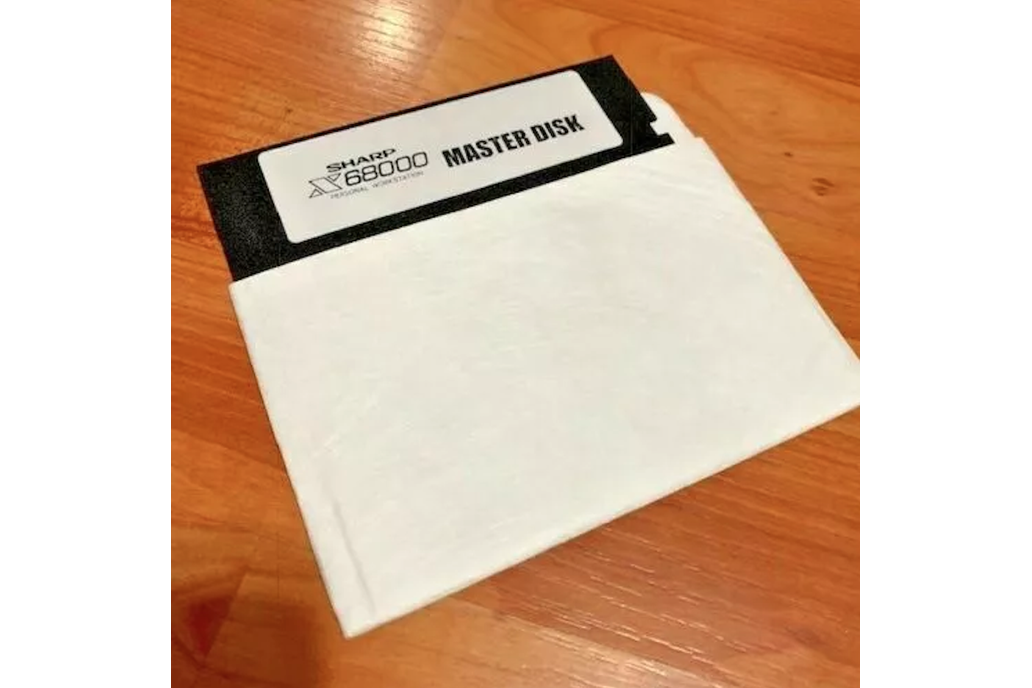 SHARP
X68000
PERSONAL WORKSTATION
MASTER DISK